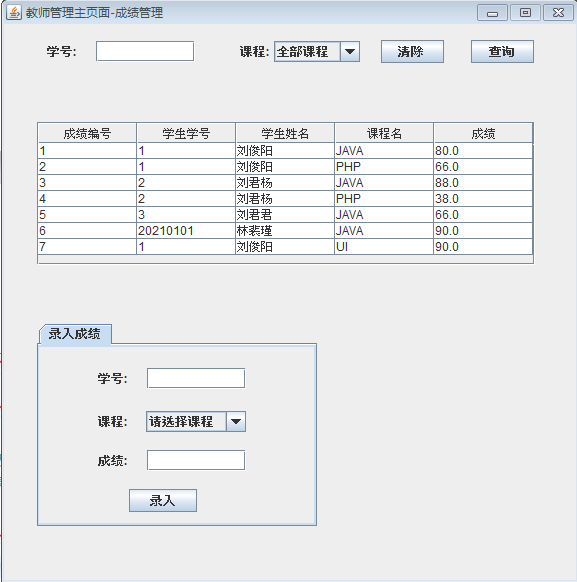 教师管理主页面-成绩管理
学号: 课程: 全部课程 清除 查询
成绩编号 学生学号 学生姓名 课程名 成绩
1 1 刘俊阳 JAVA 80.0
2 1 刘俊阳 PHP 66.0
3 2 刘君杨 JAVA 88.0
4 2 刘君杨 PHP 38.0
5 3 刘君君 JAVA 66.0
6 20210101 林裴瑾 JAVA 90.0
7 1 刘俊阳 UI 90.0
录入成绩
学号:
课程: 请选择课程
成绩:
录入